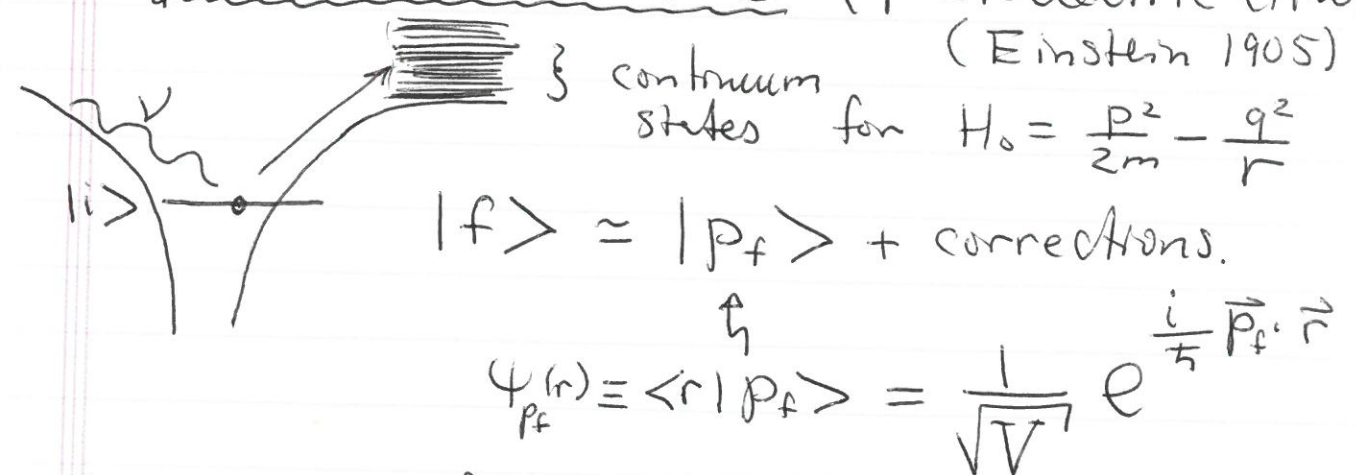 (Einstein 1905)
} continuum
states for H₀ = p²/2m − q²/r
γ
|i>
|f> ≃ |p_f> + corrections.
ψ_{p_f}(r) ≡ <r|p_f> = 1/√V e^{i/ħ p⃗_f · r⃗}